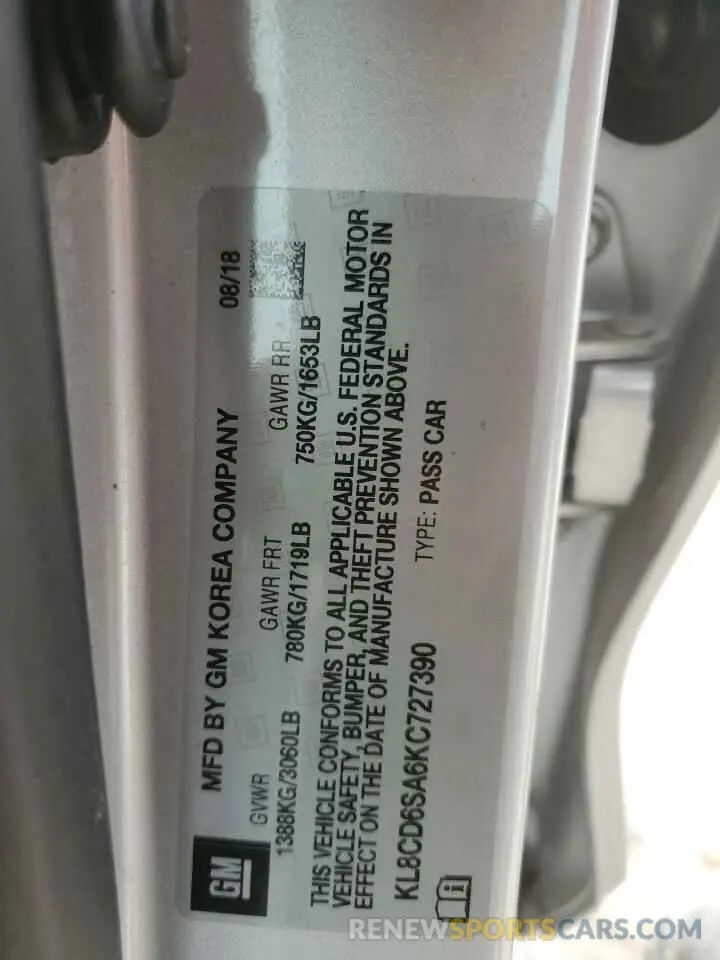 MFD BY GM KOREA COMPANY 08/18
GM
GVWR GAWR FRT GAWR RR
1388KG/3060LB 780KG/1719LB 750KG/1653LB
THIS VEHICLE CONFORMS TO ALL APPLICABLE U.S. FEDERAL MOTOR
VEHICLE SAFETY, BUMPER, AND THEFT PREVENTION STANDARDS IN
EFFECT ON THE DATE OF MANUFACTURE SHOWN ABOVE.
KL8CD6SA6KC727390 TYPE: PASS CAR
RENEWSPORTSCARS.COM